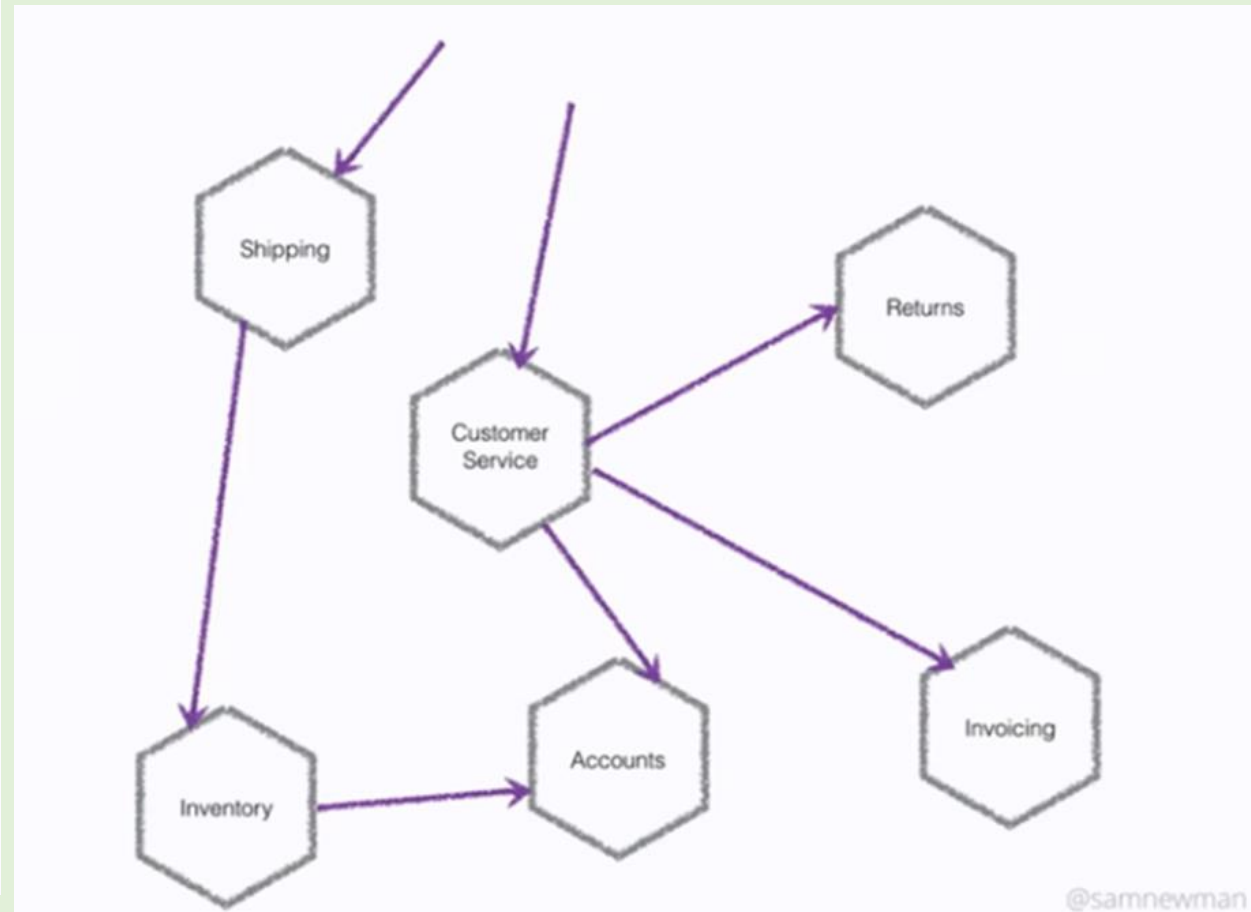 Shipping
Returns
Customer
Service
Invoicing
Accounts
Inventory
@samnewman